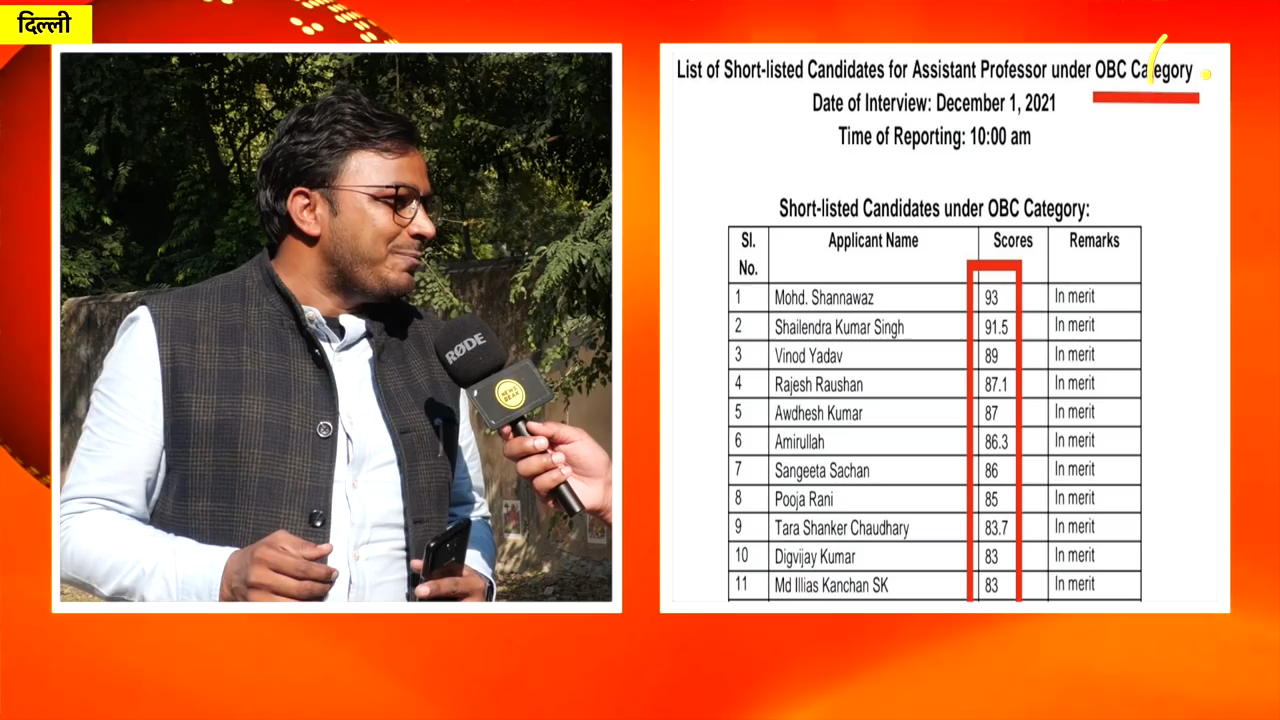 दिल्ली
RØDE
NEWS
BEAK
List of Short-listed Candidates for Assistant Professor under OBC Category
Date of Interview: December 1, 2021
Time of Reporting: 10:00 am
Short-listed Candidates under OBC Category:
Sl. No. Applicant Name Scores Remarks
1 Mohd. Shannawaz 93 In merit
2 Shailendra Kumar Singh 91.5 In merit
3 Vinod Yadav 89 In merit
4 Rajesh Raushan 87.1 In merit
5 Awdhesh Kumar 87 In merit
6 Amirullah 86.3 In merit
7 Sangeeta Sachan 86 In merit
8 Pooja Rani 85 In merit
9 Tara Shanker Chaudhary 83.7 In merit
10 Digvijay Kumar 83 In merit
11 Md Illias Kanchan SK 83 In merit